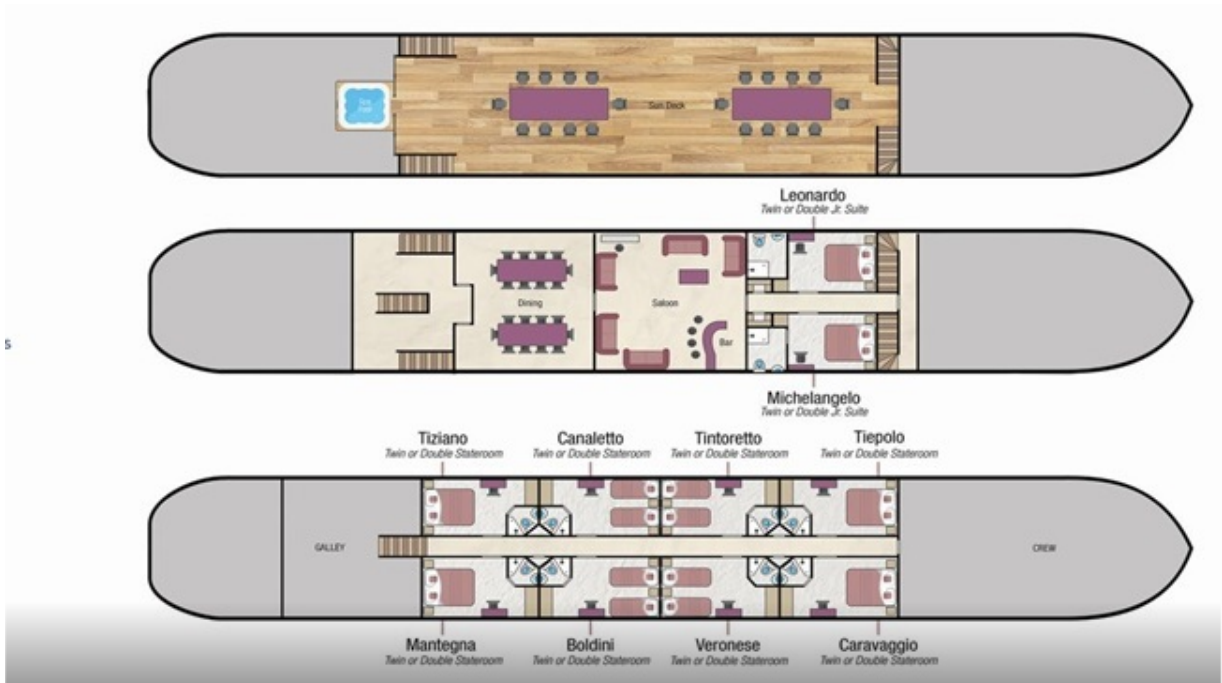 Spa
Pool
Sun Deck
Leonardo
Twin or Double Jr. Suite
s
Dining
Saloon
Bar
Michelangelo
Twin or Double Jr. Suite
Tiziano
Twin or Double Stateroom
Canaletto
Twin or Double Stateroom
Tintoretto
Twin or Double Stateroom
Tiepolo
Twin or Double Stateroom
GALLEY
CREW
Mantegna
Twin or Double Stateroom
Boldini
Twin or Double Stateroom
Veronese
Twin or Double Stateroom
Caravaggio
Twin or Double Stateroom